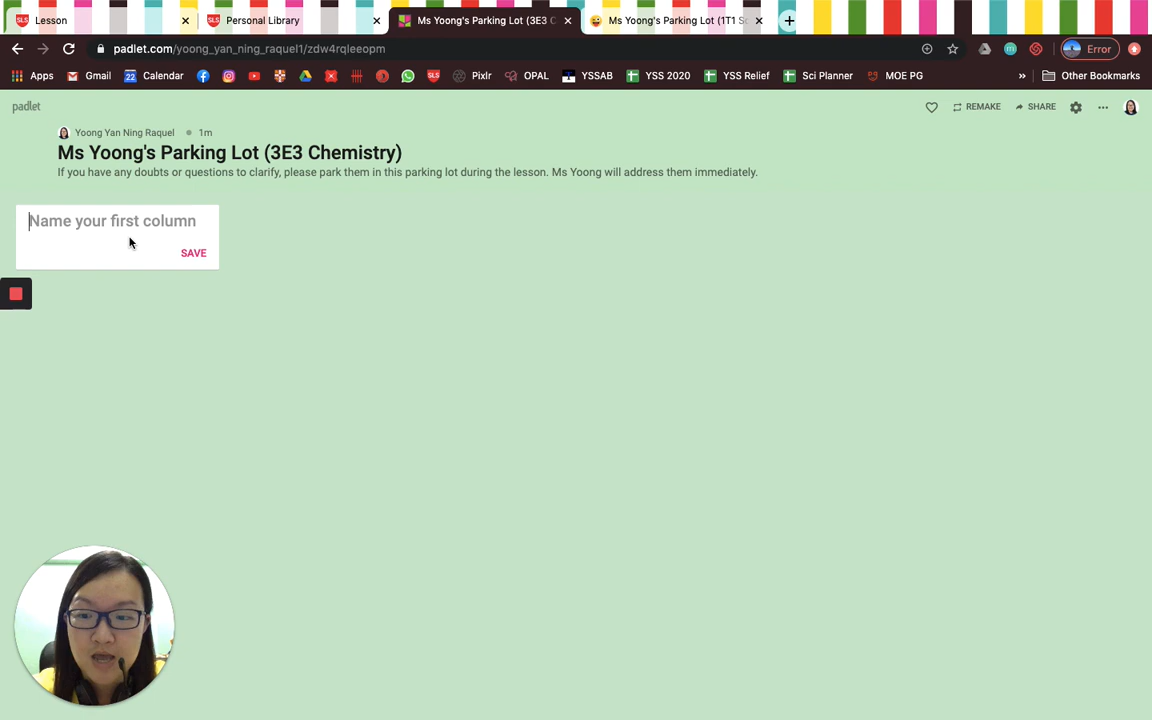 Lesson
Personal Library
Ms Yoong's Parking Lot (3E3 C
Ms Yoong's Parking Lot (1T1 Sc
padlet.com/yoong_yan_ning_raquel1/zdw4rqleeopm
Error
Apps
Gmail
22
Calendar
SLS
Pixlr
OPAL
YSSAB
YSS 2020
YSS Relief
Sci Planner
MOE PG
»
Other Bookmarks
padlet
REMAKE
SHARE
Yoong Yan Ning Raquel
1m
Ms Yoong's Parking Lot (3E3 Chemistry)
If you have any doubts or questions to clarify, please park them in this parking lot during the lesson. Ms Yoong will address them immediately.
Name your first column
SAVE